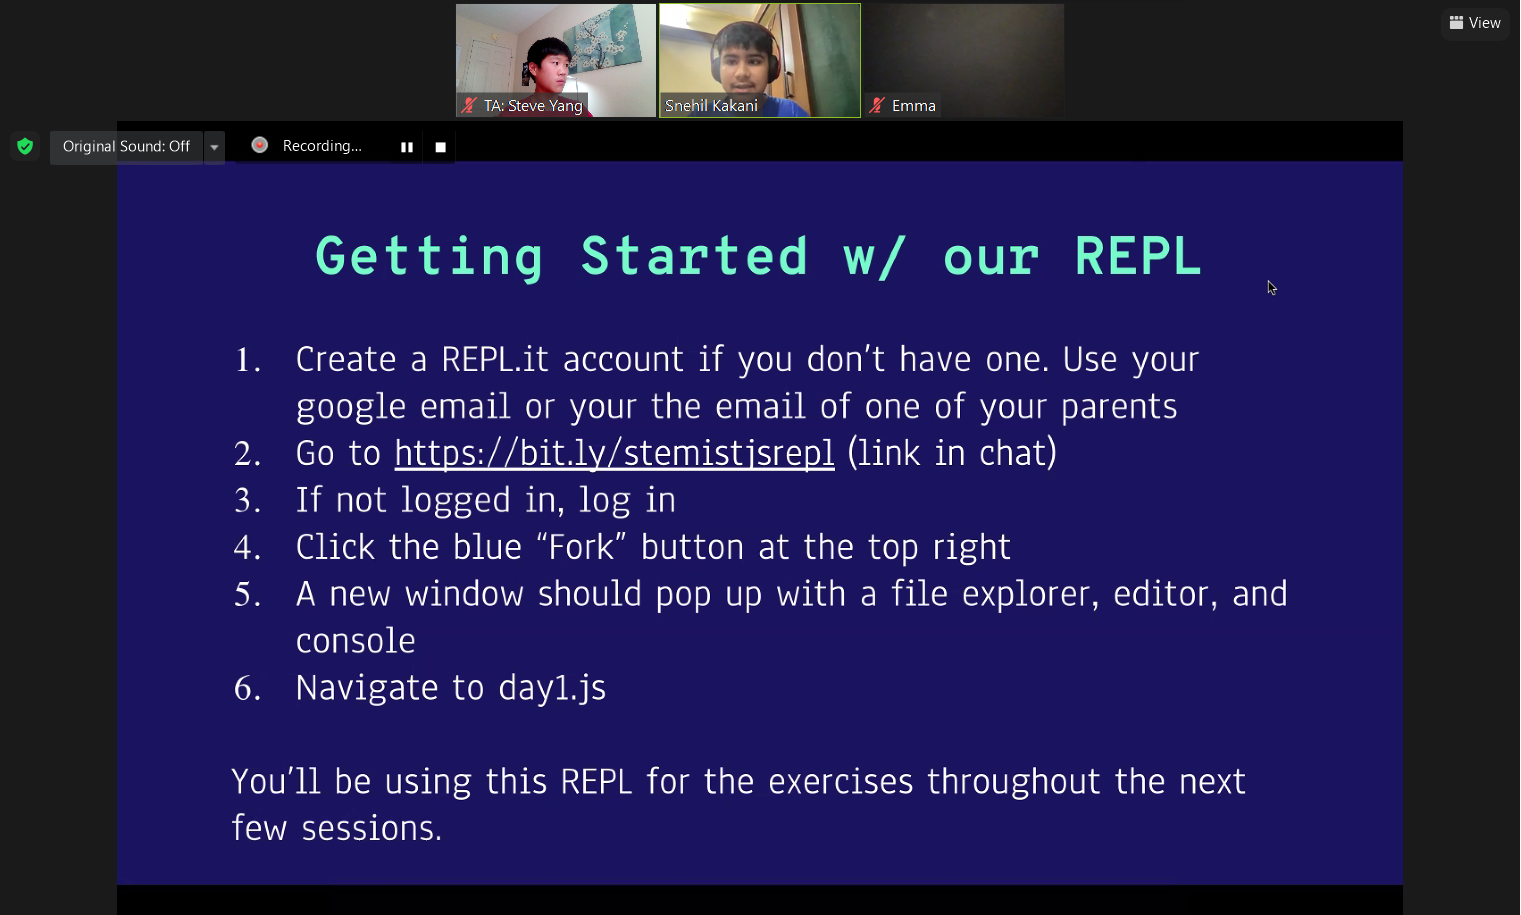 View
TA: Steve Yang
Snehil Kakani
Emma
Original Sound: Off
Recording...
Getting Started w/ our REPL
1. Create a REPL.it account if you don't have one. Use your
google email or your the email of one of your parents
2. Go to https://bit.ly/stemistjsrepl (link in chat)
3. If not logged in, log in
4. Click the blue “Fork” button at the top right
5. A new window should pop up with a file explorer, editor, and
console
6. Navigate to day1.js
You'll be using this REPL for the exercises throughout the next
few sessions.